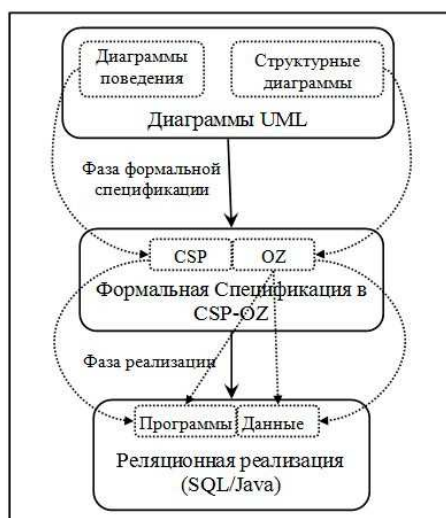 Диаграммы
поведения
Структурные
диаграммы
Диаграммы UML
Фаза формальной
спецификации
CSP
OZ
Формальная Спецификация в
CSP-OZ
Фаза реализации
Программы
Данные
Реляционная реализация
(SQL/Java)